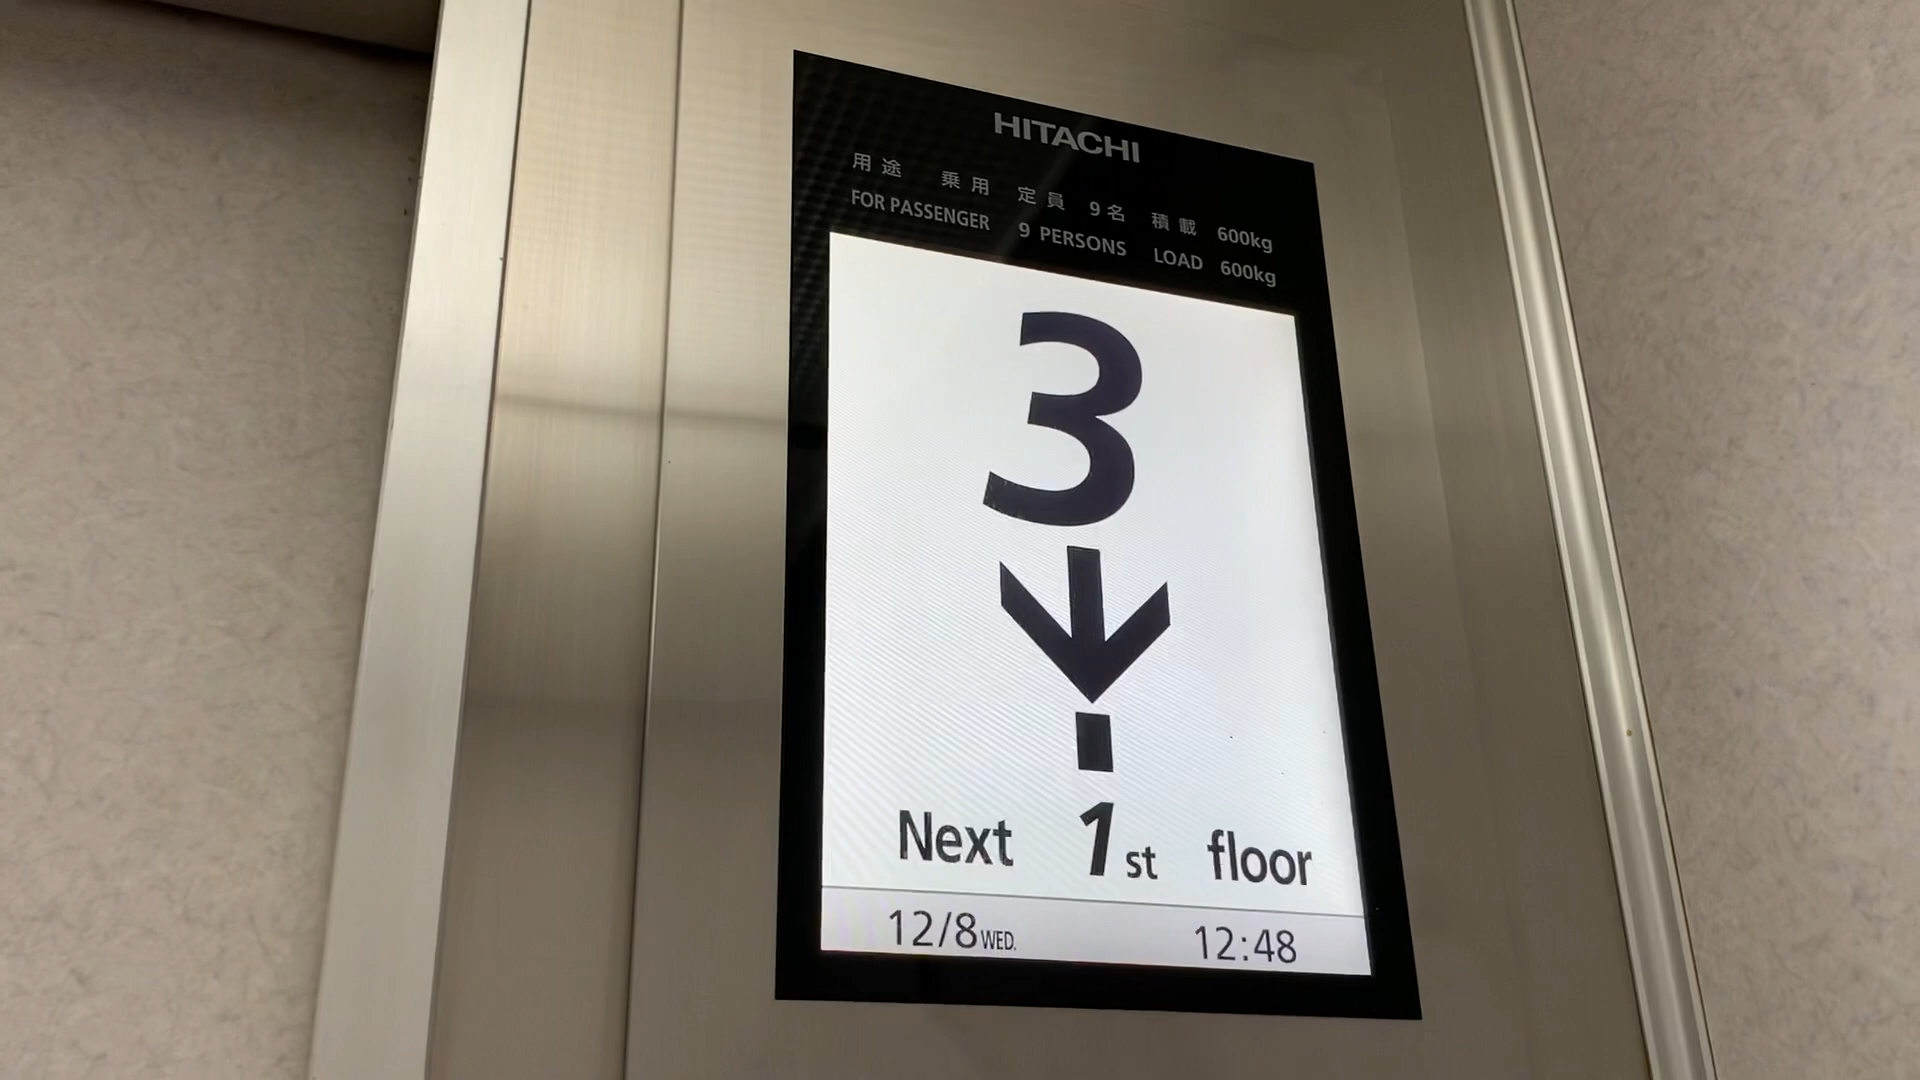 HITACHI
用途 乗用 定員 9名 積載 600kg
FOR PASSENGER 9 PERSONS LOAD 600kg
3
Next 1st floor
12/8 WED. 12:48